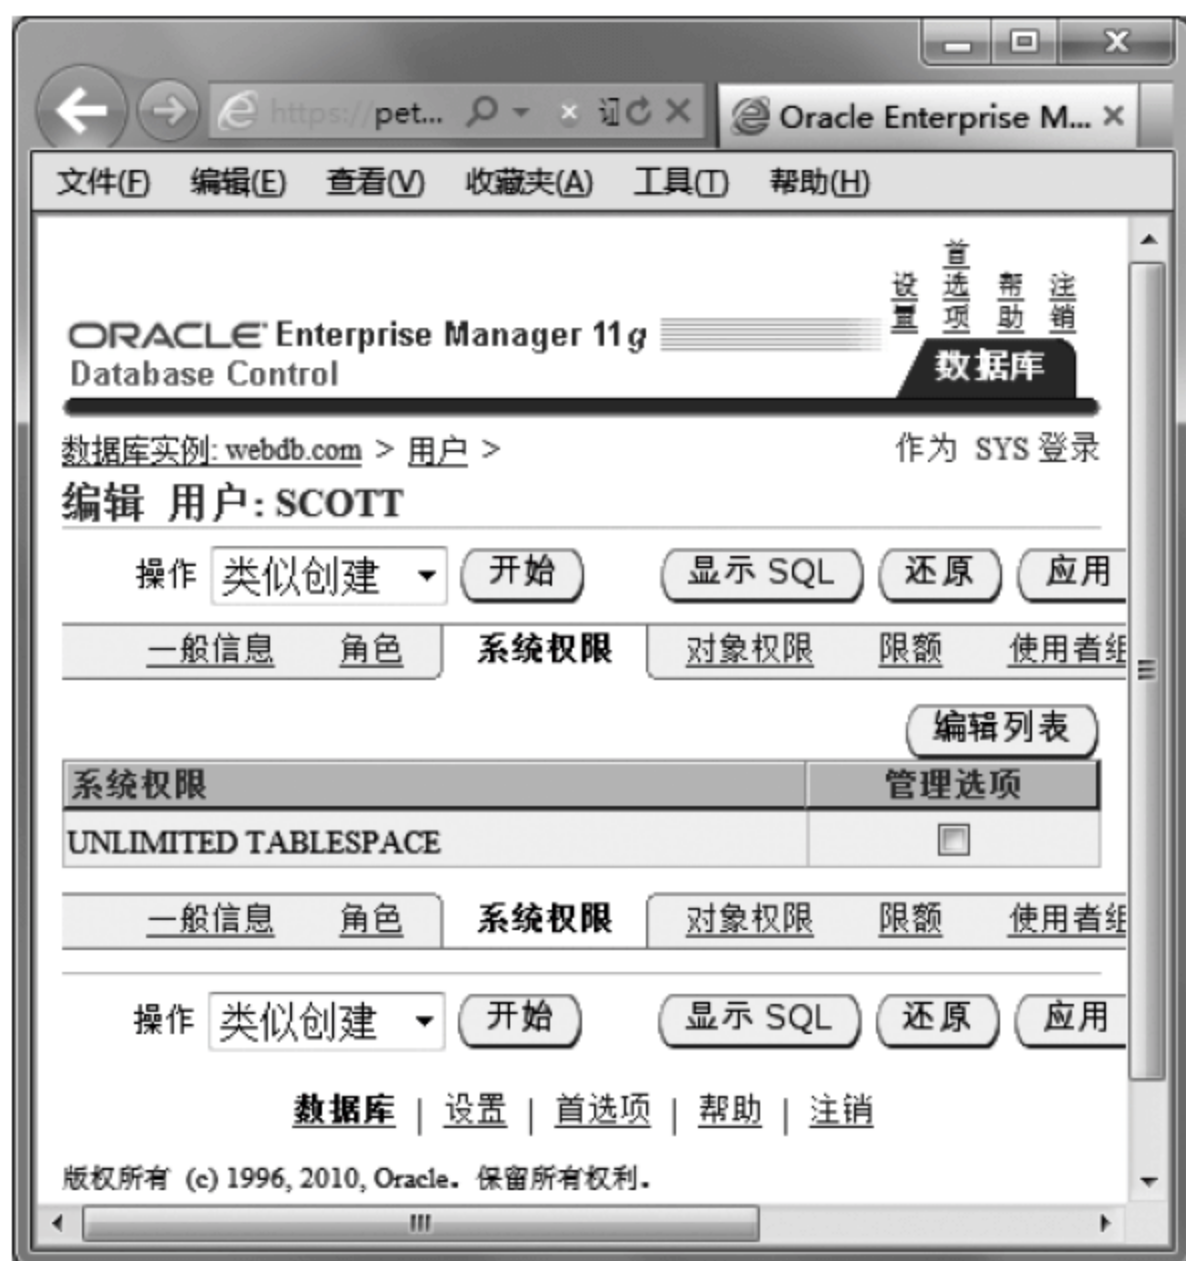 https://pet... 证 Oracle Enterprise M...
文件(F) 编辑(E) 查看(V) 收藏夹(A) 工具(T) 帮助(H)
设置 首选项 帮助 注销
ORACLE Enterprise Manager 11g
Database Control
数据库
数据库实例: webdb.com > 用户 >
作为 SYS 登录
编辑 用户: SCOTT
操作 类似创建 开始 显示 SQL 还原 应用
一般信息 角色 系统权限 对象权限 限额 使用者组
编辑列表
系统权限 管理选项
UNLIMITED TABLESPACE
一般信息 角色 系统权限 对象权限 限额 使用者组
操作 类似创建 开始 显示 SQL 还原 应用
数据库 | 设置 | 首选项 | 帮助 | 注销
版权所有 (c) 1996, 2010, Oracle。保留所有权利。